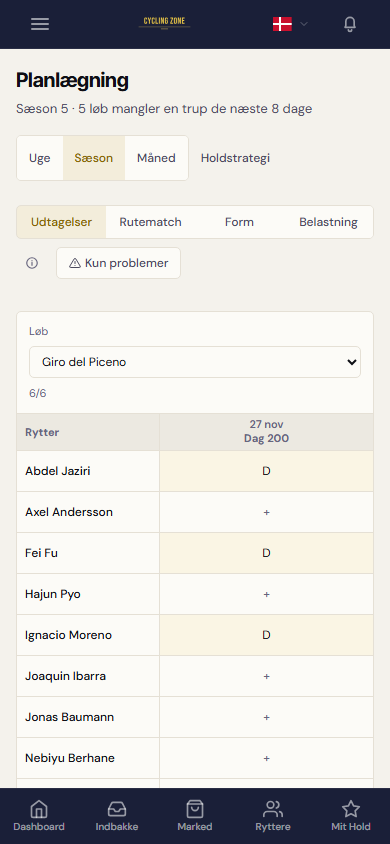 CYCLING ZONE
Planlægning
Sæson 5 · 5 løb mangler en trup de næste 8 dage
Uge
Sæson
Måned
Holdstrategi
Udtagelser
Rutematch
Form
Belastning
Kun problemer
Løb
Giro del Piceno
6/6
Rytter
27 nov
Dag 200
Abdel Jaziri
D
Axel Andersson
+
Fei Fu
D
Hajun Pyo
+
Ignacio Moreno
D
Joaquin Ibarra
+
Jonas Baumann
+
Nebiyu Berhane
+
Dashboard
Indbakke
Marked
Ryttere
Mit Hold